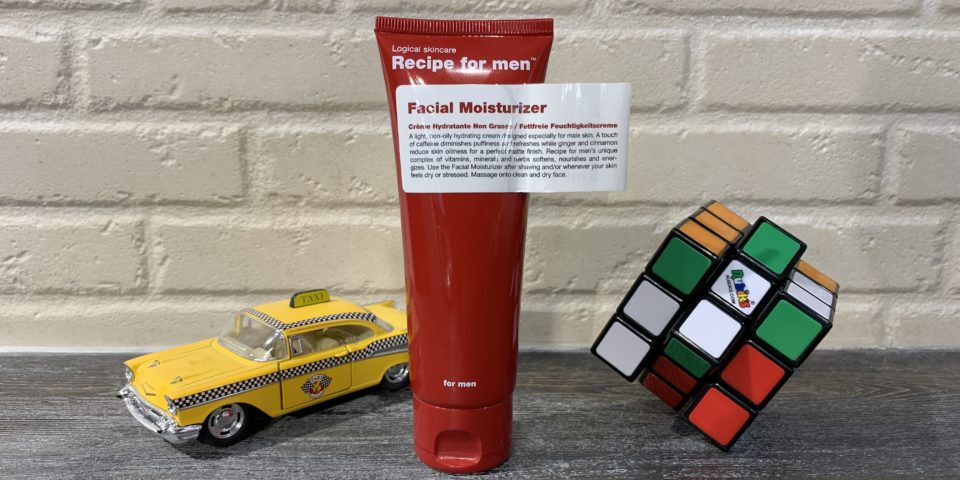 Logical skincare
Recipe for men™
Facial Moisturizer
Crème Hydratante Non Grasse / Fettfreie Feuchtigkeitscreme
A light, non-oily hydrating cream designed especially for male skin. A touch
of caffeine diminishes puffiness and refreshes while ginger and cinnamon
reduce skin oiliness for a perfect matte finish. Recipe for men's unique
complex of vitamins, minerals and herbs softens, nourishes and ener-
gizes. Use the Facial Moisturizer after shaving and/or whenever your skin
feels dry or stressed. Massage onto clean and dry face.
for men
TAXI
Rubik's